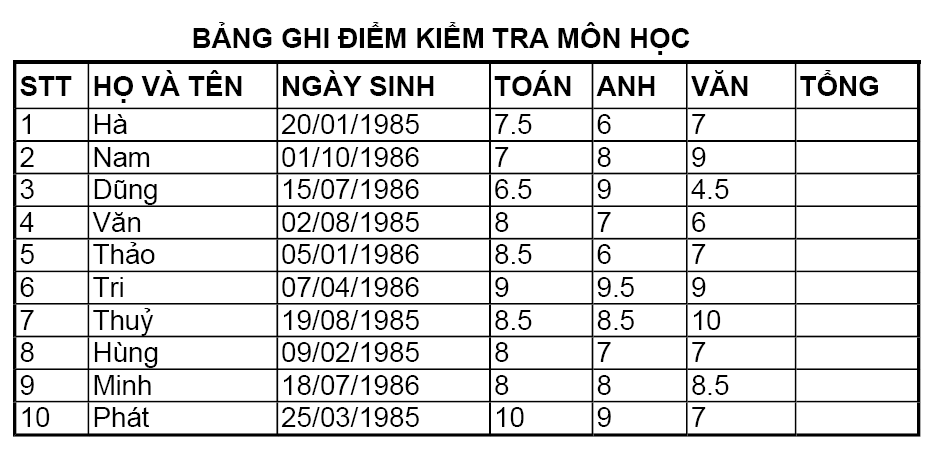 BẢNG GHI ĐIỂM KIỂM TRA MÔN HỌC
STT HỌ VÀ TÊN NGÀY SINH TOÁN ANH VĂN TỔNG
1 Hà 20/01/1985 7.5 6 7
2 Nam 01/10/1986 7 8 9
3 Dũng 15/07/1986 6.5 9 4.5
4 Văn 02/08/1985 8 7 6
5 Thảo 05/01/1986 8.5 6 7
6 Tri 07/04/1986 9 9.5 9
7 Thuỷ 19/08/1985 8.5 8.5 10
8 Hùng 09/02/1985 8 7 7
9 Minh 18/07/1986 8 8 8.5
10 Phát 25/03/1985 10 9 7